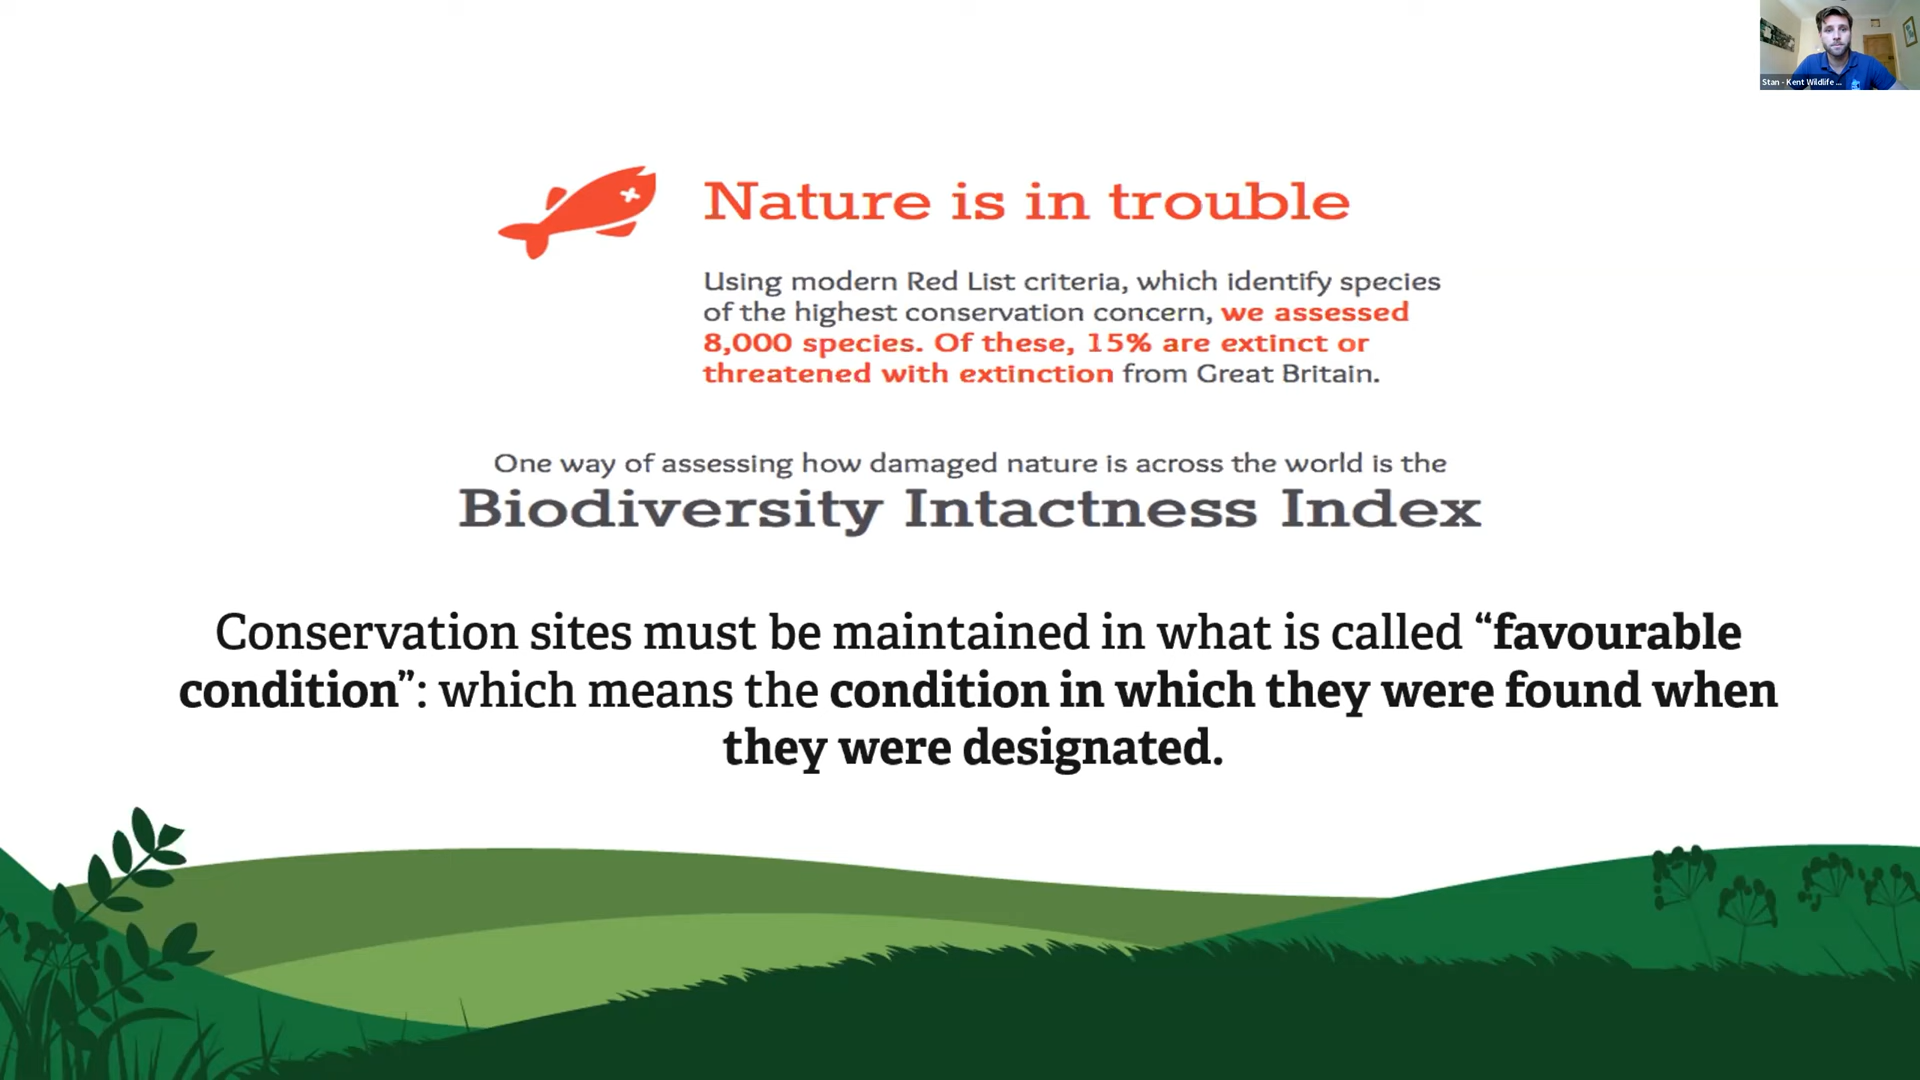 Stan - Kent Wildlife ...
Nature is in trouble
Using modern Red List criteria, which identify species
of the highest conservation concern, we assessed
8,000 species. Of these, 15% are extinct or
threatened with extinction from Great Britain.
One way of assessing how damaged nature is across the world is the
Biodiversity Intactness Index
Conservation sites must be maintained in what is called “favourable
condition”: which means the condition in which they were found when
they were designated.